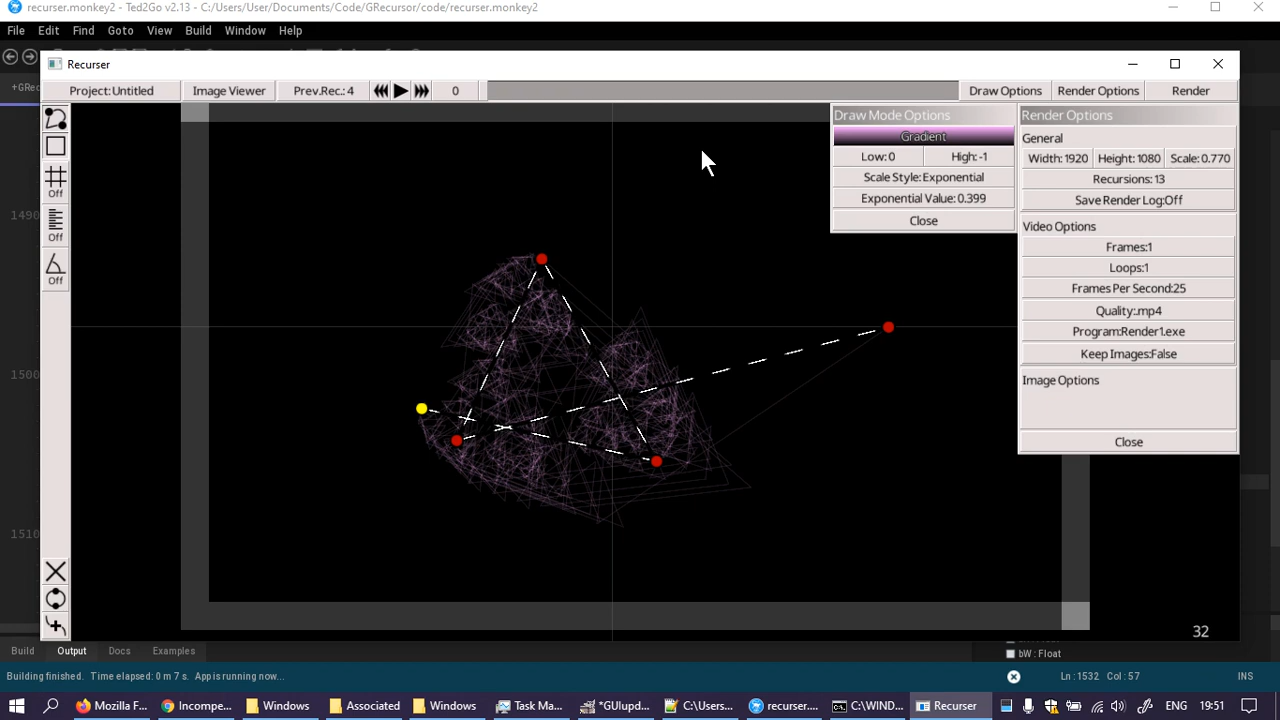 recurser.monkey2 - Ted2Go v2.13 - C:/Users/User/Documents/Code/GRecursor/code/recurser.monkey2
File Edit Find Goto View Build Window Help
+GRec
Recurser
Project:Untitled Image Viewer Prev.Rec.: 4 0 Draw Options Render Options Render
Draw Mode Options
Gradient
Low: 0 High: -1
Scale Style: Exponential
Exponential Value: 0.399
Close
Render Options
General
Width: 1920 Height: 1080 Scale: 0.770
Recursions: 13
Save Render Log:Off
Video Options
Frames:1
Loops:1
Frames Per Second:25
Quality:.mp4
Program:Render1.exe
Keep Images:False
Image Options
Close
Off
Off
Off
1490
1500
1510
32
Build Output Docs Examples
bW : Float
Building finished. Time elapsed: 0 m 7 s. App is running now...
Ln : 1532 Col : 57 INS
Mozilla F... Incompe... Windows Associated Windows Task Ma... *GUIupd... C:\Users... recurser.... C:\WIND... Recurser ENG 19:51